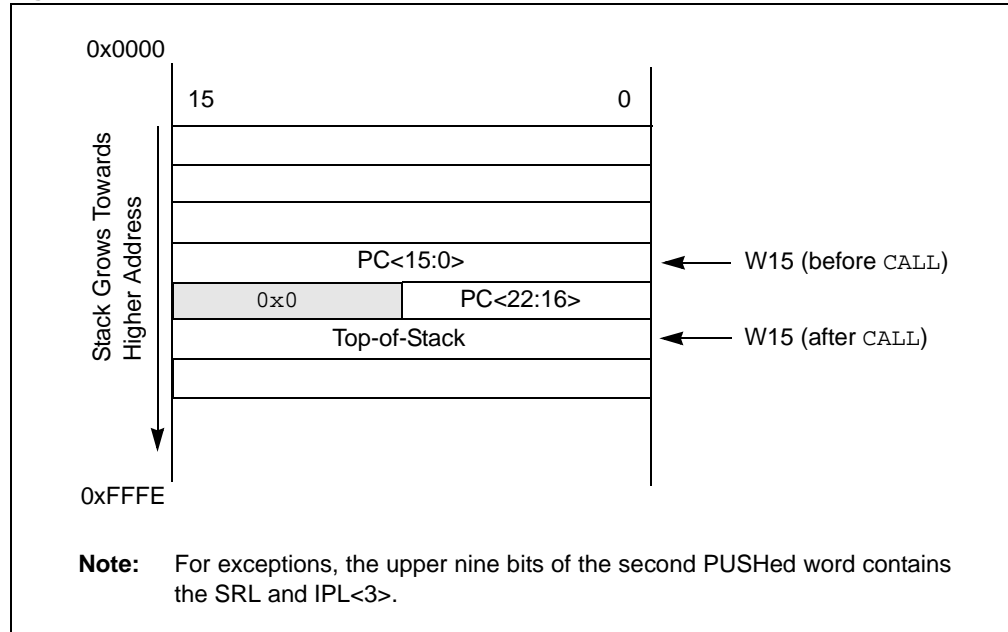 0x0000
15 0
Stack Grows Towards
Higher Address
PC<15:0>
W15 (before CALL)
0x0
PC<22:16>
Top-of-Stack
W15 (after CALL)
0xFFFE
Note: For exceptions, the upper nine bits of the second PUSHed word contains
the SRL and IPL<3>.